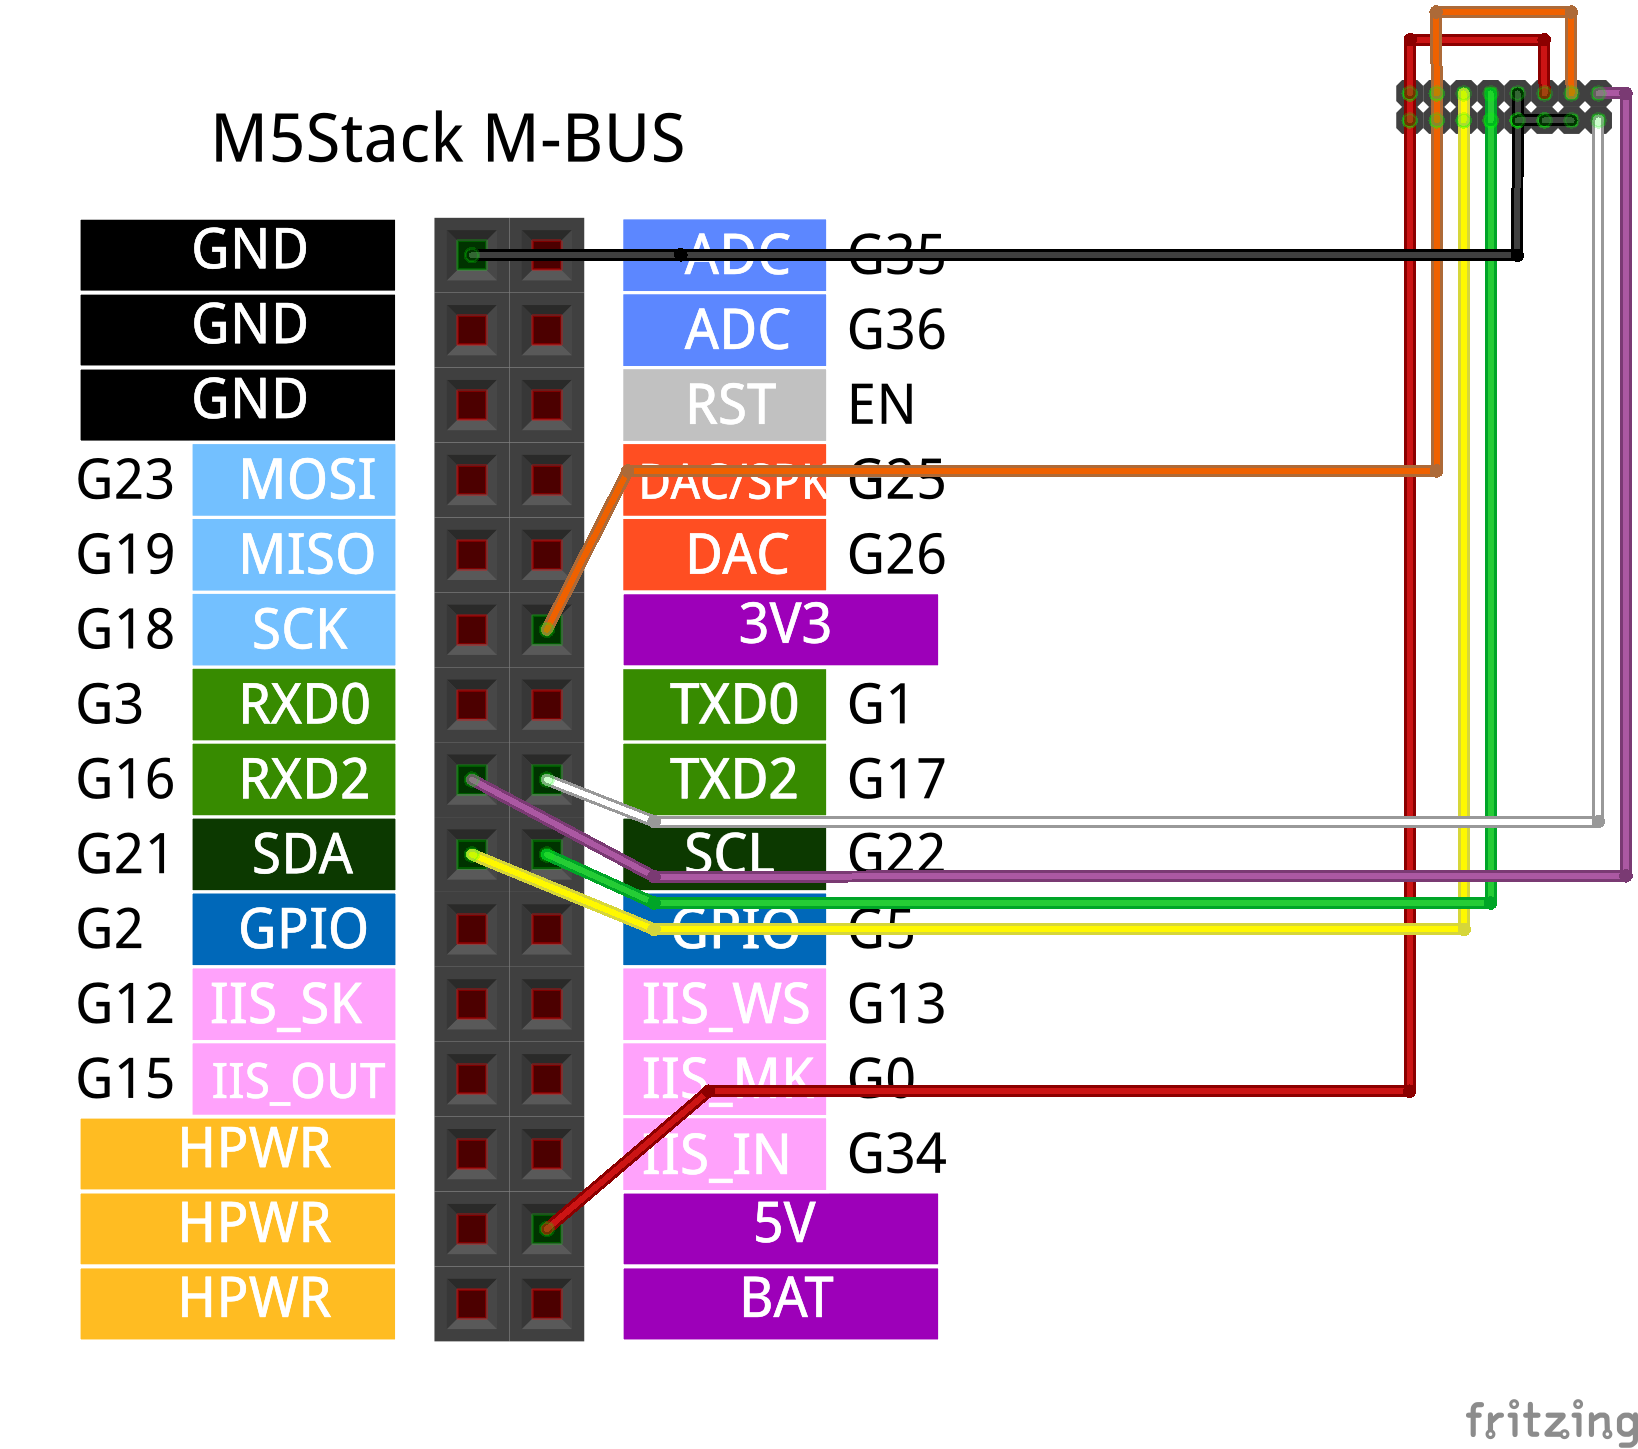 M5Stack M-BUS
GND ADC G35
GND ADC G36
GND RST EN
G23 MOSI DAC/SPK G25
G19 MISO DAC G26
G18 SCK 3V3
G3 RXD0 TXD0 G1
G16 RXD2 TXD2 G17
G21 SDA SCL G22
G2 GPIO GPIO G5
G12 IIS_SK IIS_WS G13
G15 IIS_OUT IIS_MK G0
HPWR IIS_IN G34
HPWR 5V
HPWR BAT
fritzing